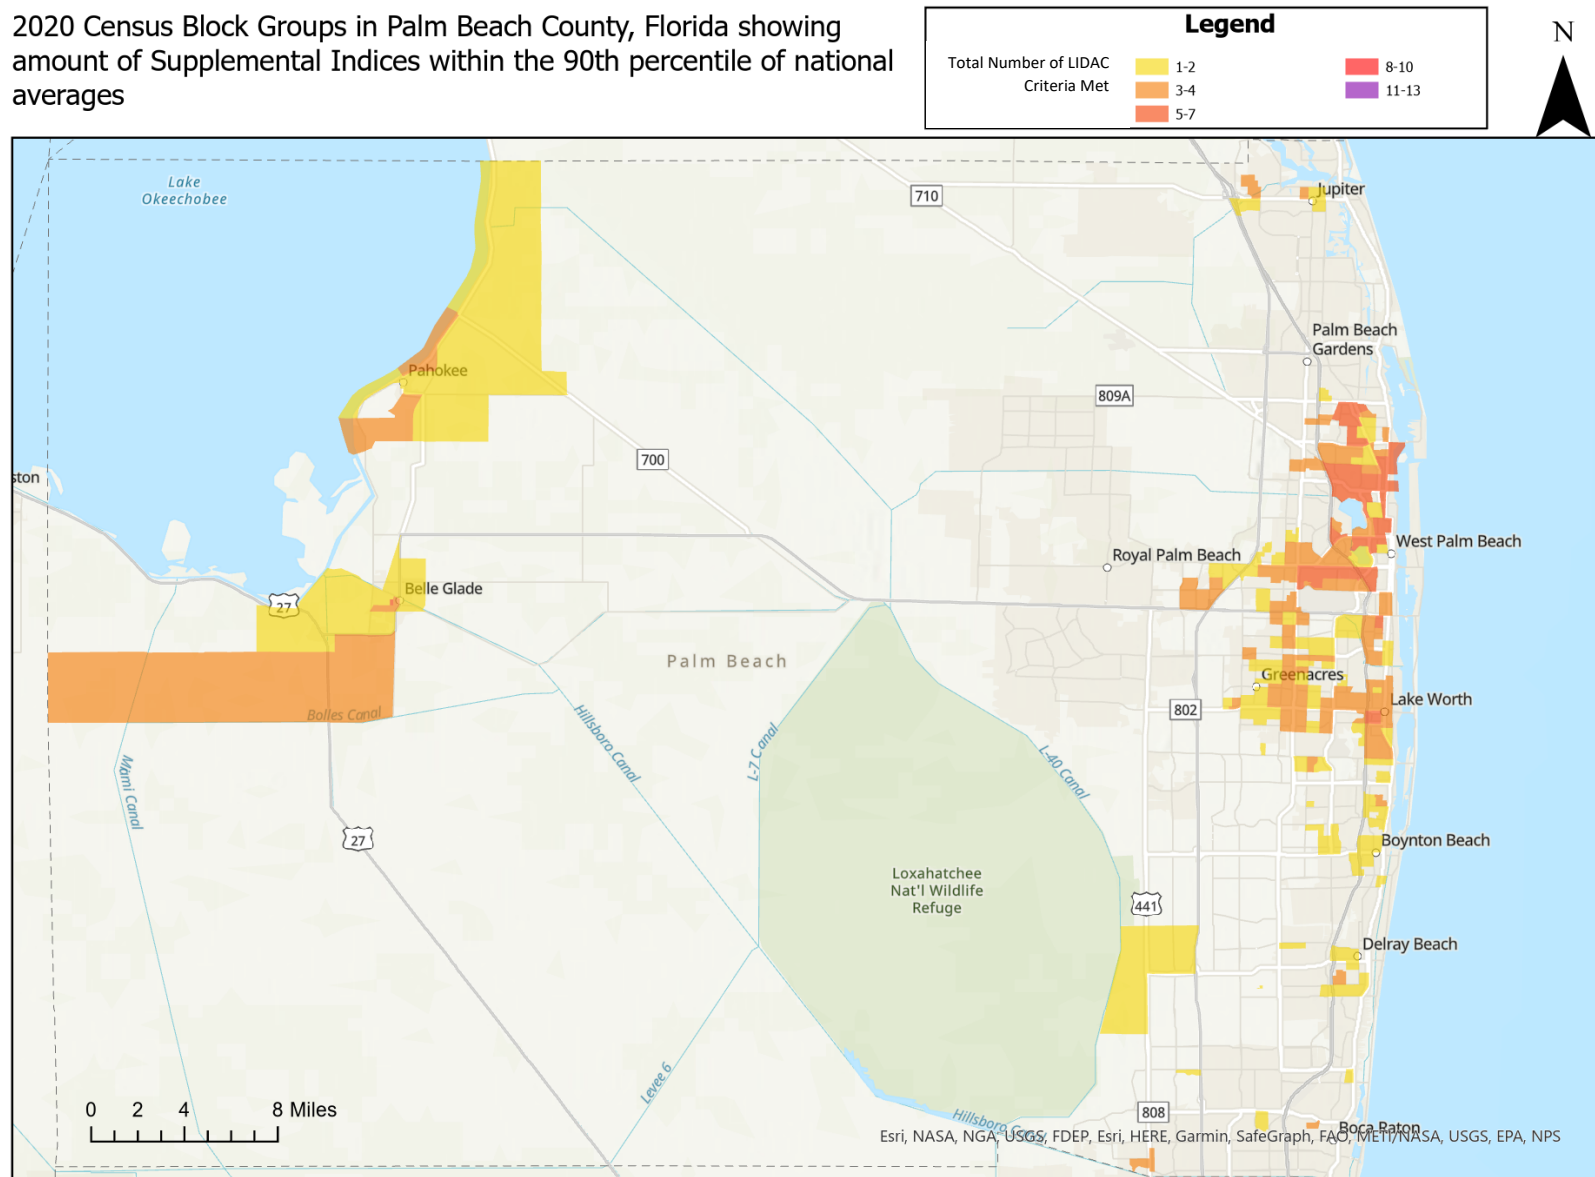 2020 Census Block Groups in Palm Beach County, Florida showing
amount of Supplemental Indices within the 90th percentile of national
averages
Legend
Total Number of LIDAC
Criteria Met
1-2
3-4
5-7
8-10
11-13
N
Lake
Okeechobee
710
Jupiter
Palm Beach
Gardens
Pahokee
809A
700
ston
West Palm Beach
Royal Palm Beach
Belle Glade
27
Palm Beach
Greenacres
802
Lake Worth
Bolles Canal
Hillsboro Canal
L-7 Canal
L-40 Canal
Miami Canal
27
Boynton Beach
Loxahatchee
Nat'l Wildlife
Refuge
441
Delray Beach
Levee 6
0 2 4 8 Miles
808
Hillsboro Canal
Boca Raton
Esri, NASA, NGA, USGS, FDEP, Esri, HERE, Garmin, SafeGraph, FAO, METI/NASA, USGS, EPA, NPS